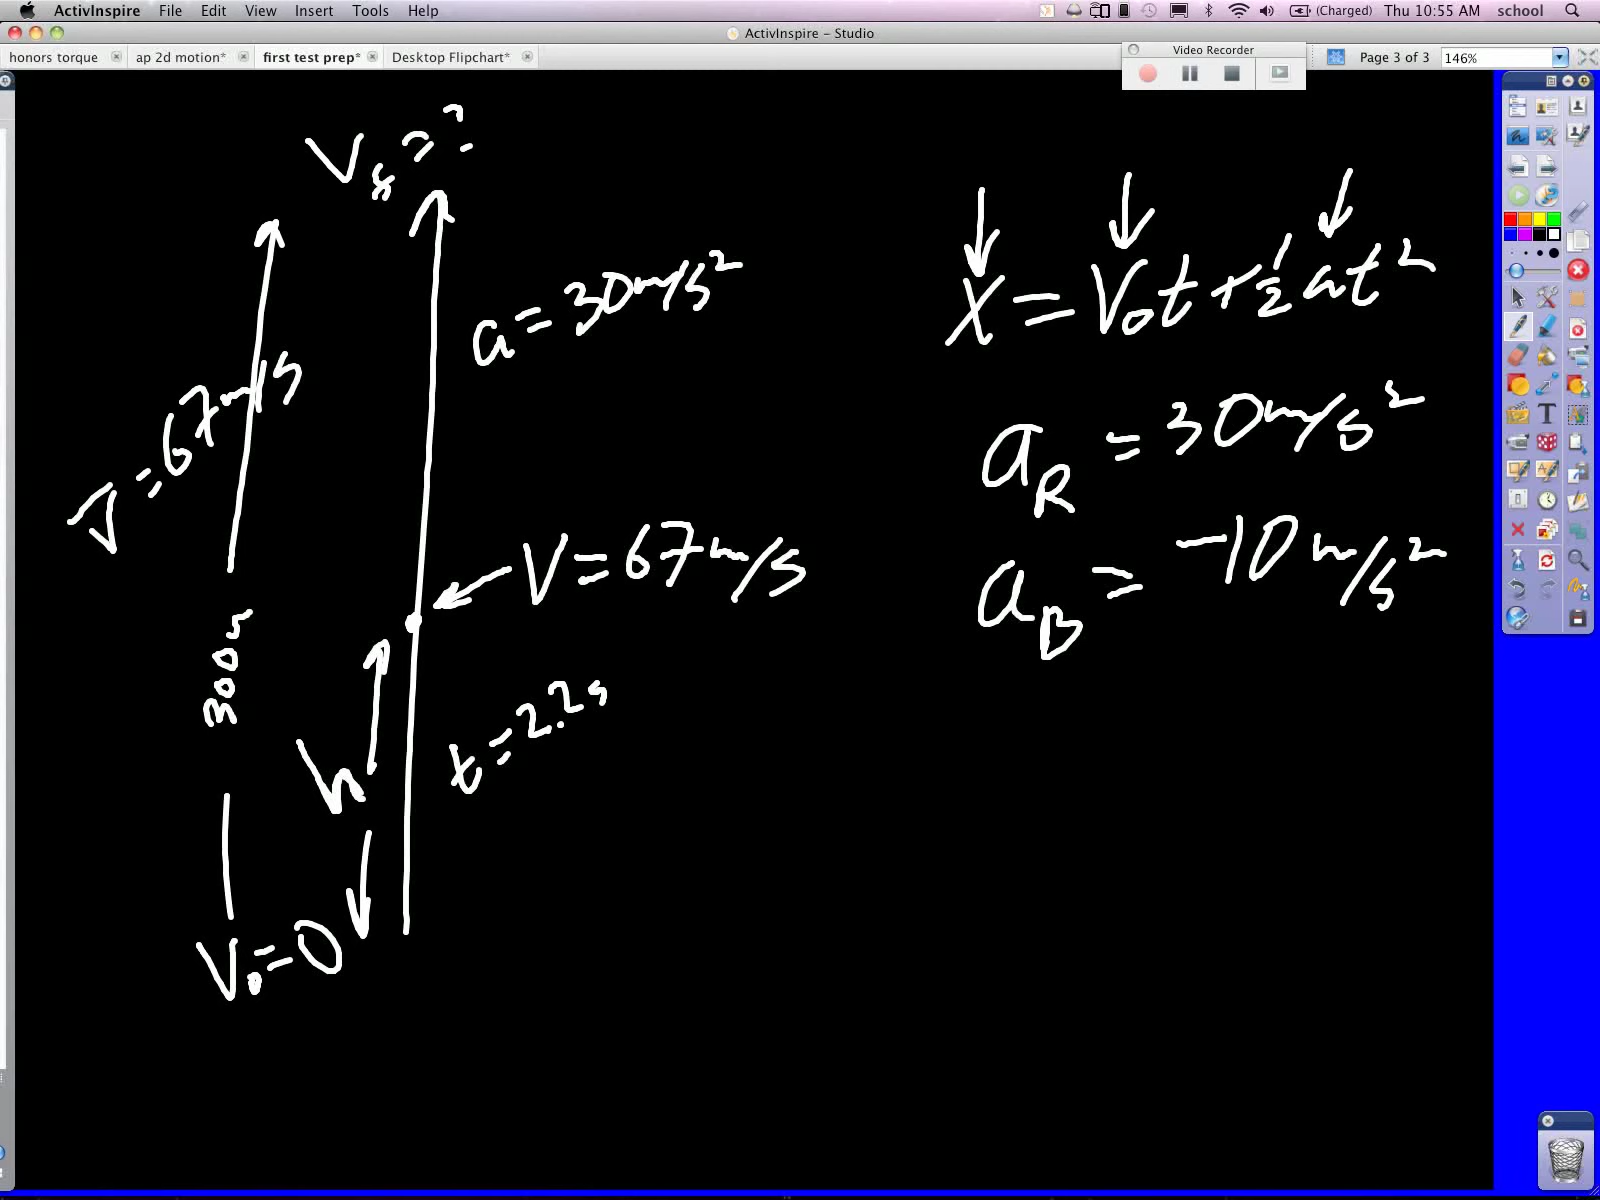 ActivInspire File Edit View Insert Tools Help
(Charged) Thu 10:55 AM school
ActivInspire – Studio
honors torque
ap 2d motion*
first test prep*
Desktop Flipchart*
Video Recorder
Page 3 of 3
146%
Vf = ?
a = 30 m/s²
V̄ = 67 m/s
V = 67 m/s
300
h
t = 2.2s
V₀ = 0
X = V₀t + ½ at²
aR = 30 m/s²
aB = -10 m/s²